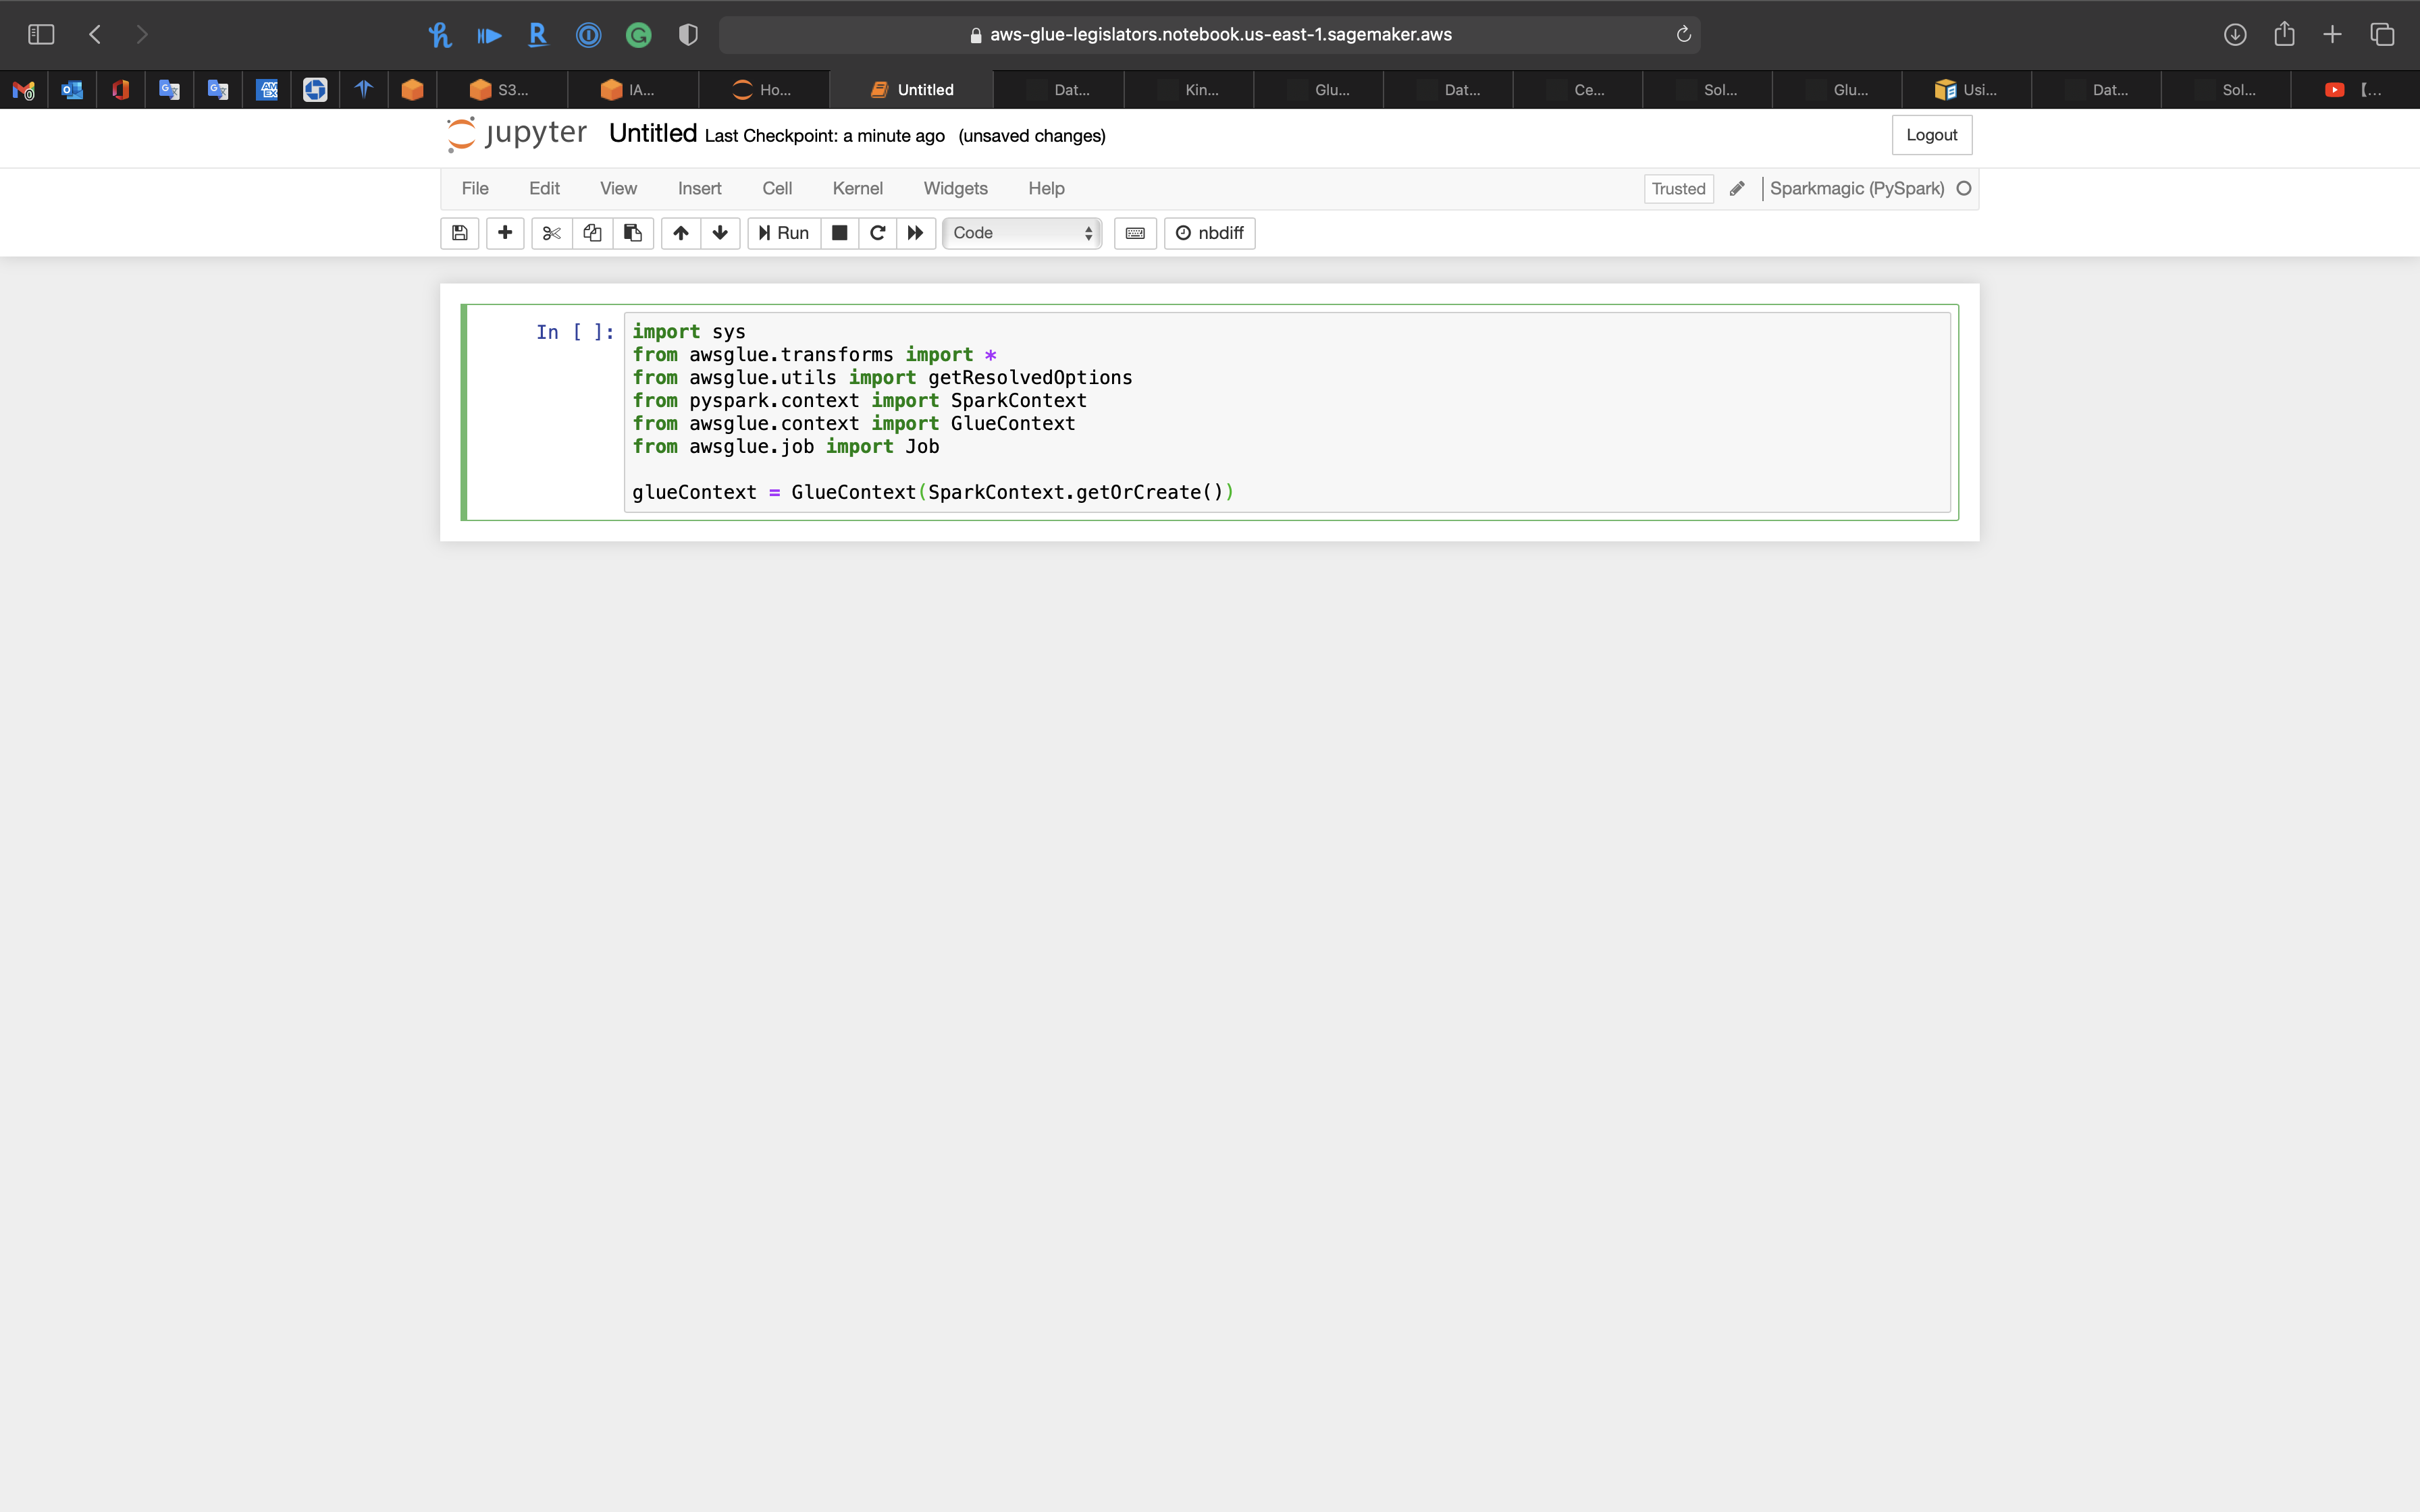 aws-glue-legislators.notebook.us-east-1.sagemaker.aws
S3... IA... Ho... Untitled Dat... Kin... Glu... Dat... Ce... Sol... Glu... Usi... Dat... Sol... 【...
jupyter Untitled Last Checkpoint: a minute ago (unsaved changes) Logout
File Edit View Insert Cell Kernel Widgets Help Trusted Sparkmagic (PySpark)
Run Code nbdiff
In [ ]: import sys
from awsglue.transforms import *
from awsglue.utils import getResolvedOptions
from pyspark.context import SparkContext
from awsglue.context import GlueContext
from awsglue.job import Job
glueContext = GlueContext(SparkContext.getOrCreate())